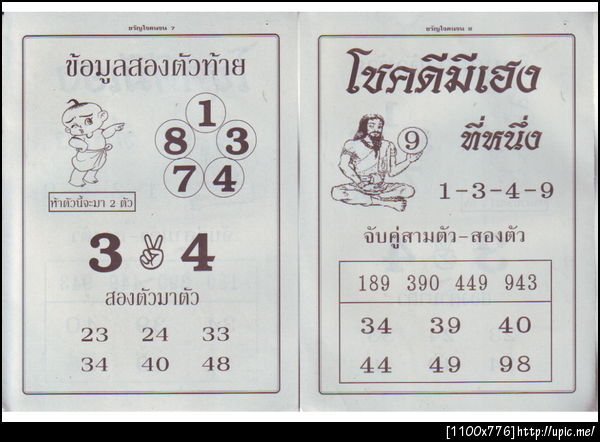 ขวัญใจคนจน 7
ข้อมูลสองตัวท้าย
1
8 3
7 4
ห้าตัวนี้จะมา 2 ตัว
3 ✌ 4
สองตัวมาตัว
23 24 33
34 40 48
ขวัญใจคนจน 8
โชคดีมีเฮง
9
ที่หนึ่ง
1-3-4-9
จับคู่สามตัว-สองตัว
189 390 449 943
34 39 40
44 49 98
[1100x776]http://upic.me/